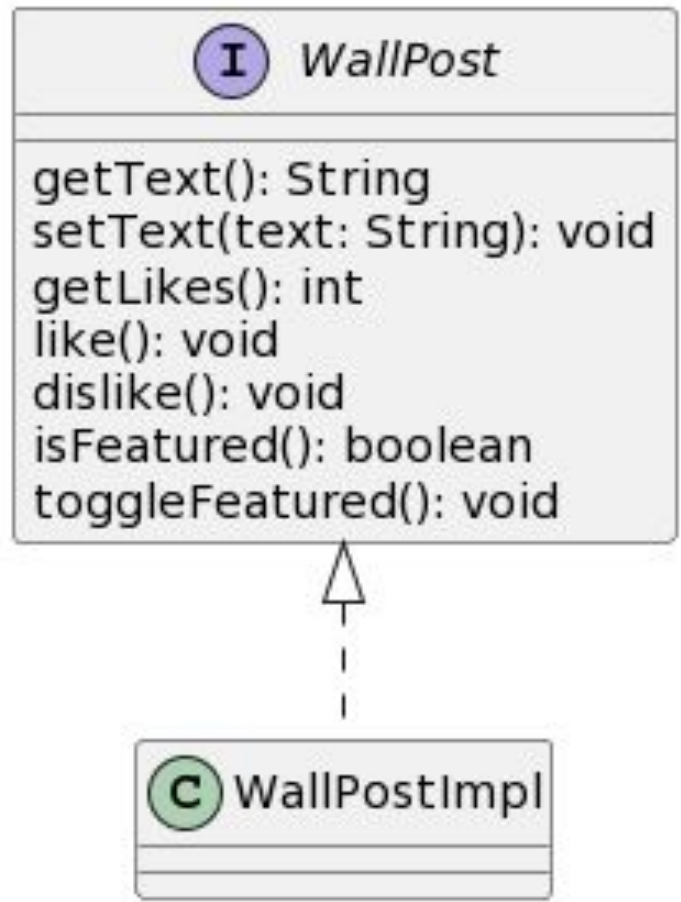 I WallPost
getText(): String
setText(text: String): void
getLikes(): int
like(): void
dislike(): void
isFeatured(): boolean
toggleFeatured(): void
C WallPostImpl